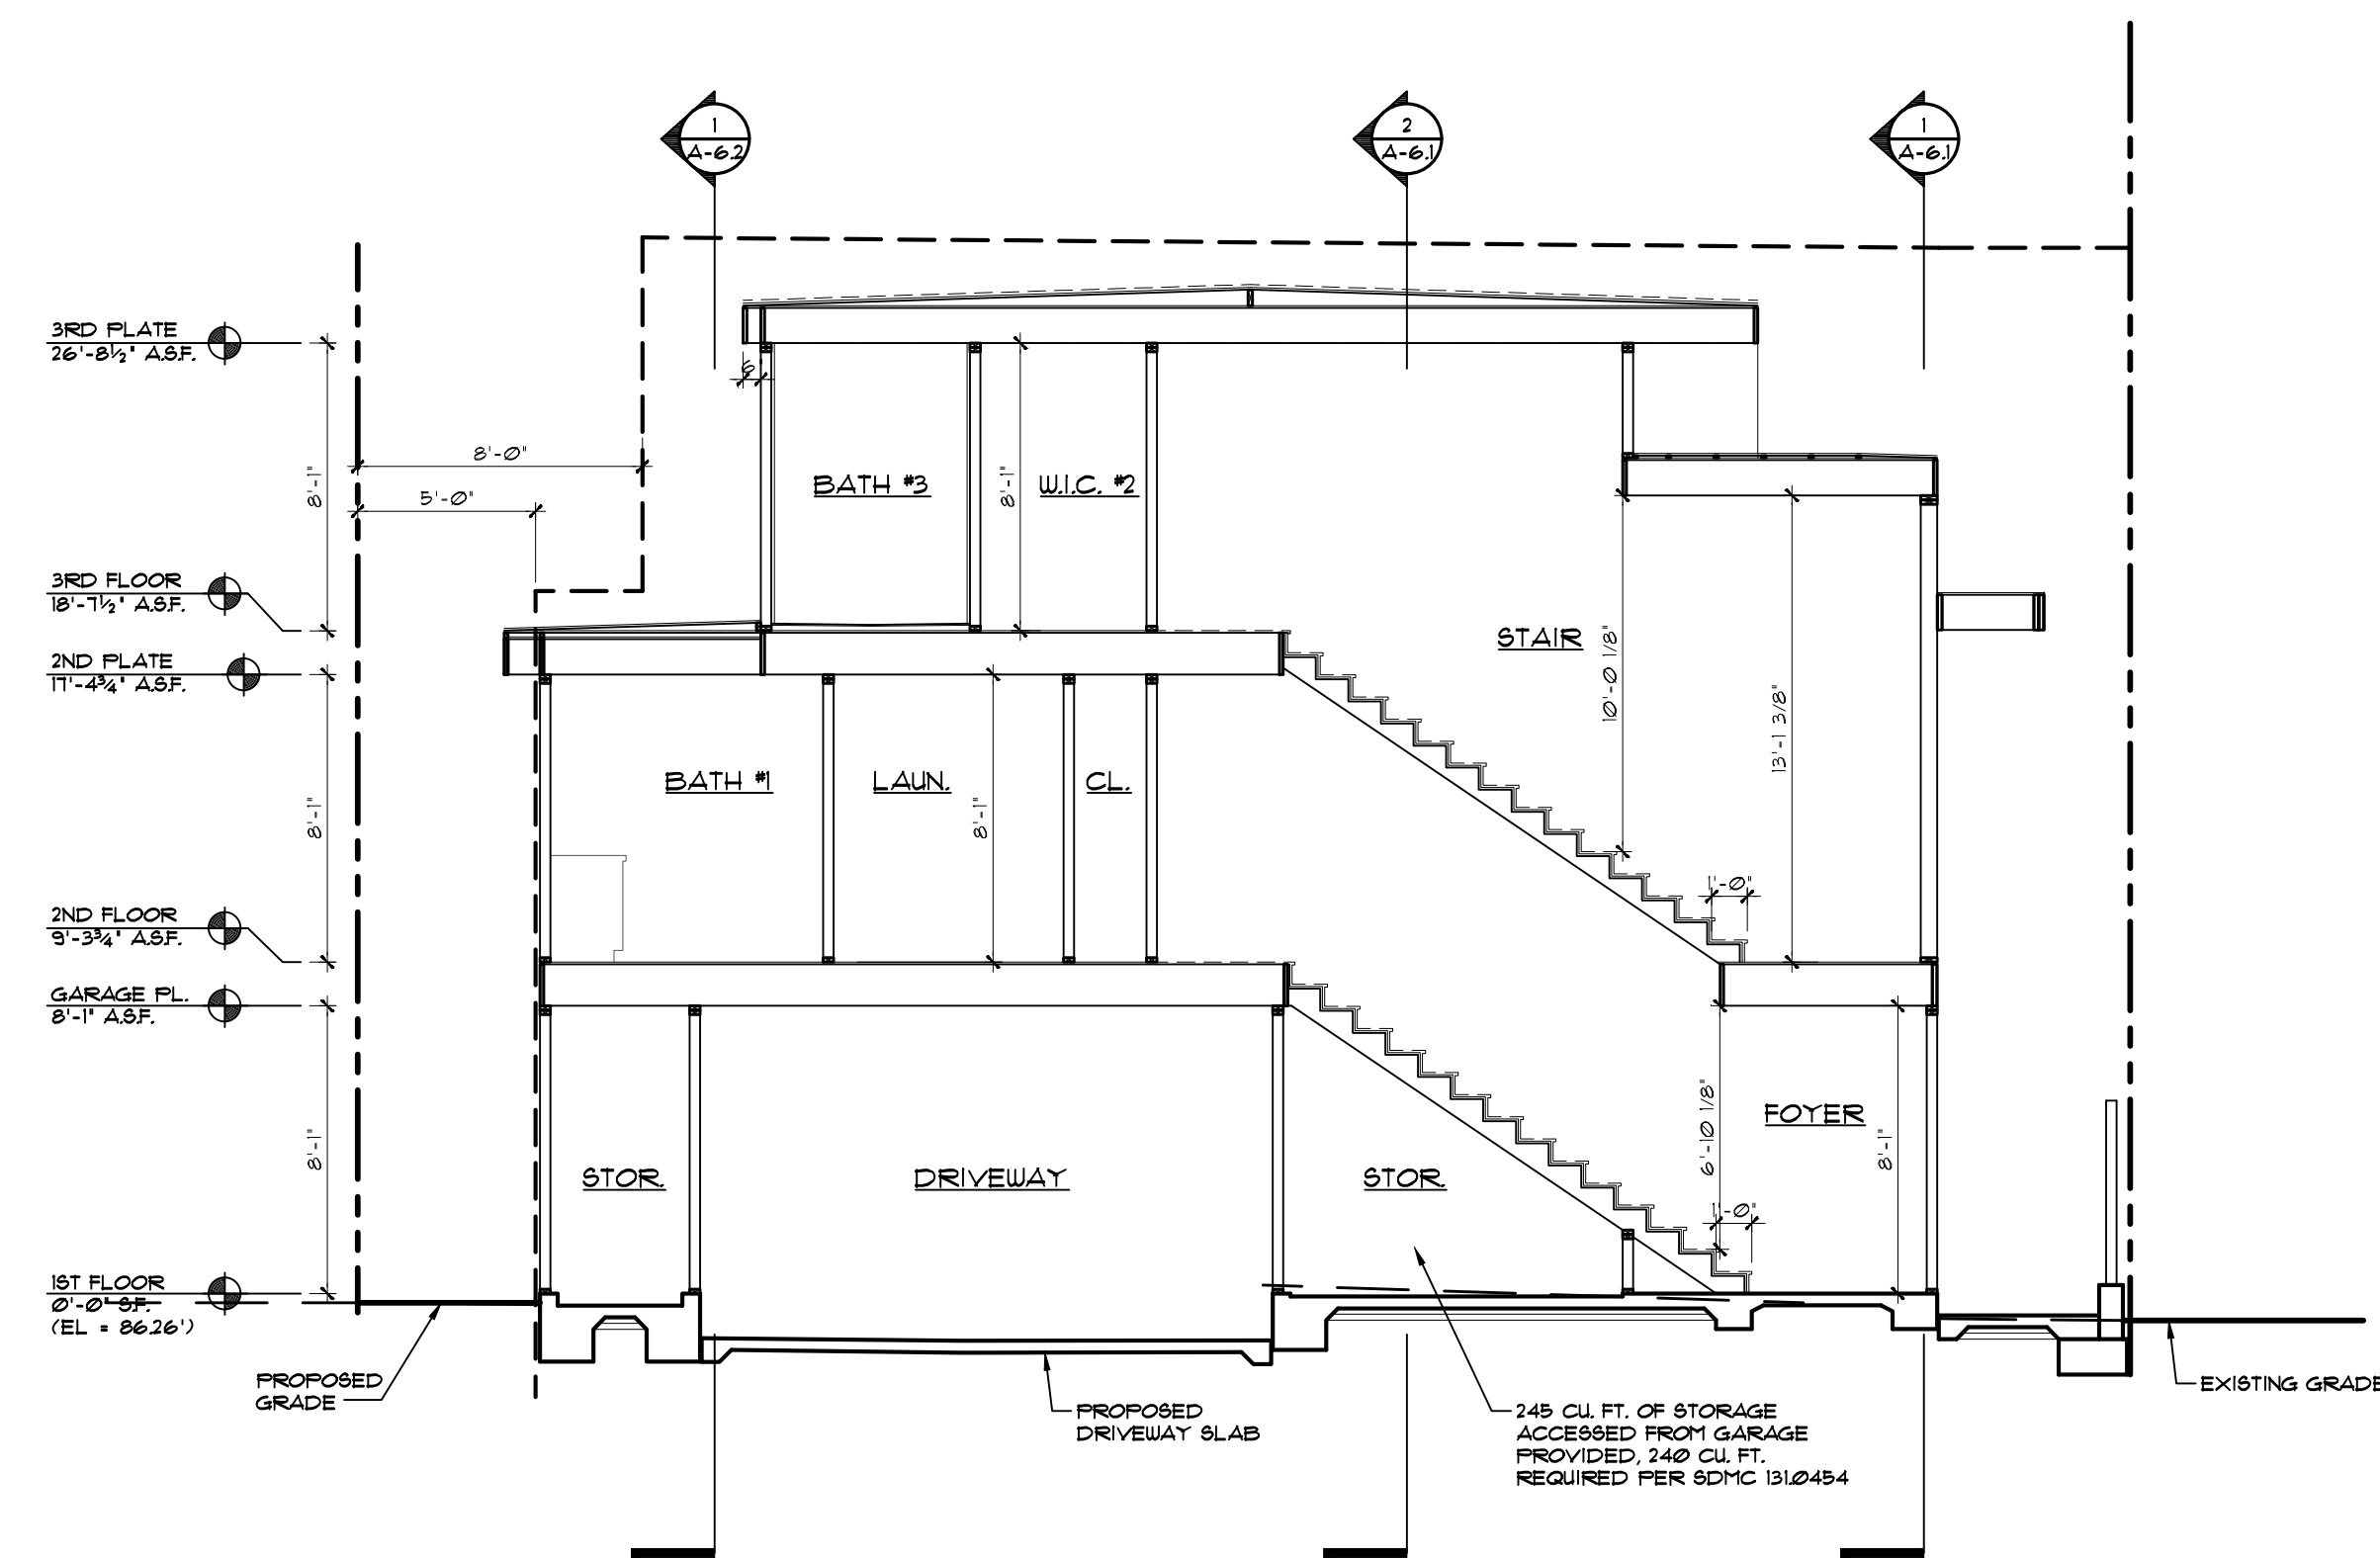 1
A-6.2
2
A-6.1
1
A-6.1
3RD PLATE
26'-8½" A.S.F.
6"
8'-0"
5'-0"
8'-1"
BATH #3
8'-1"
W.I.C. #2
3RD FLOOR
18'-7½" A.S.F.
2ND PLATE
17'-4¾" A.S.F.
STAIR
10'-0 1/8"
13'-1 3/8"
BATH #1
LAUN.
8'-1"
CL.
8'-1"
1'-0"
2ND FLOOR
9'-3¾" A.S.F.
GARAGE PL.
8'-1" A.S.F.
8'-1"
STOR.
DRIVEWAY
STOR.
6'-10 1/8"
FOYER
8'-1"
1'-0"
1ST FLOOR
0'-0" S.F.
(EL = 86.26')
PROPOSED
GRADE
PROPOSED
DRIVEWAY SLAB
245 CU. FT. OF STORAGE
ACCESSED FROM GARAGE
PROVIDED, 240 CU. FT.
REQUIRED PER SDMC 131.0454
EXISTING GRADE